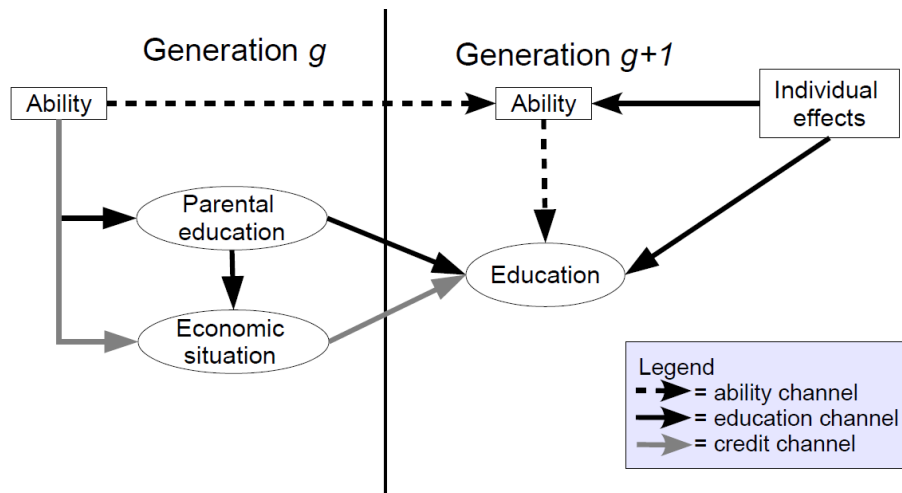 Generation g
Generation g+1
Ability
Ability
Individual
effects
Parental
education
Education
Economic
situation
Legend
= ability channel
= education channel
= credit channel